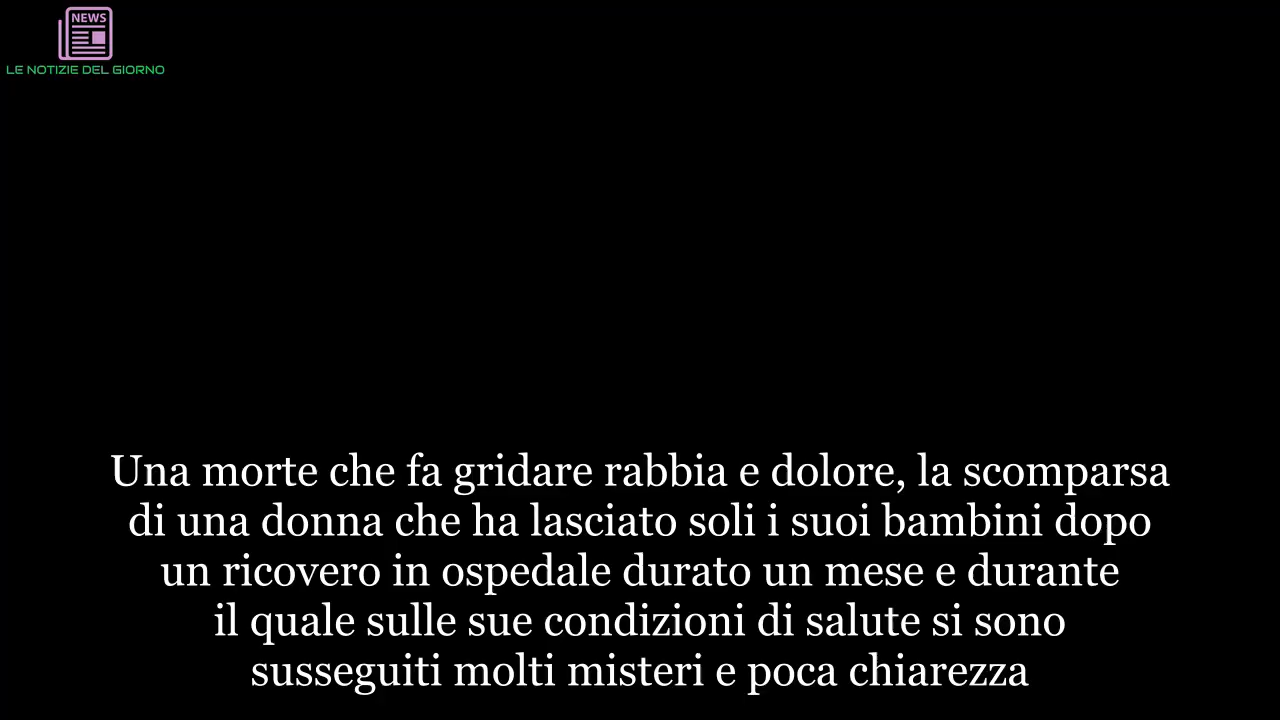 NEWS
LE NOTIZIE DEL GIORNO
Una morte che fa gridare rabbia e dolore, la scomparsa
di una donna che ha lasciato soli i suoi bambini dopo
un ricovero in ospedale durato un mese e durante
il quale sulle sue condizioni di salute si sono
susseguiti molti misteri e poca chiarezza